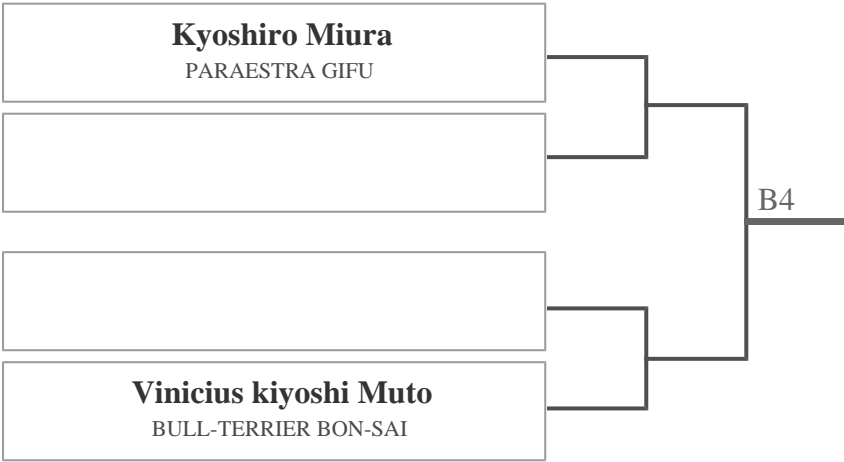 Kyoshiro Miura
PARAESTRA GIFU
B4
Vinicius kiyoshi Muto
BULL-TERRIER BON-SAI